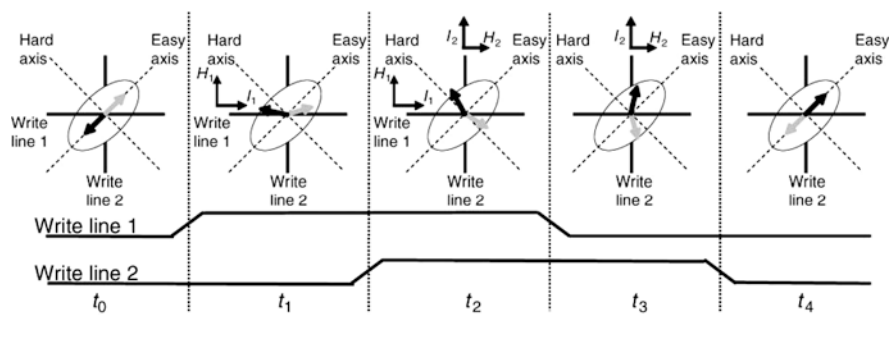 Hard axis
Easy axis
Write line 1
Write line 2
Hard axis
Easy axis
H1
I1
Write line 1
Write line 2
I2
H2
Hard axis
Easy axis
H1
I1
Write line 1
Write line 2
I2
H2
Hard axis
Easy axis
Write line 2
Hard axis
Easy axis
Write line 2
Write line 1
Write line 2
t0
t1
t2
t3
t4